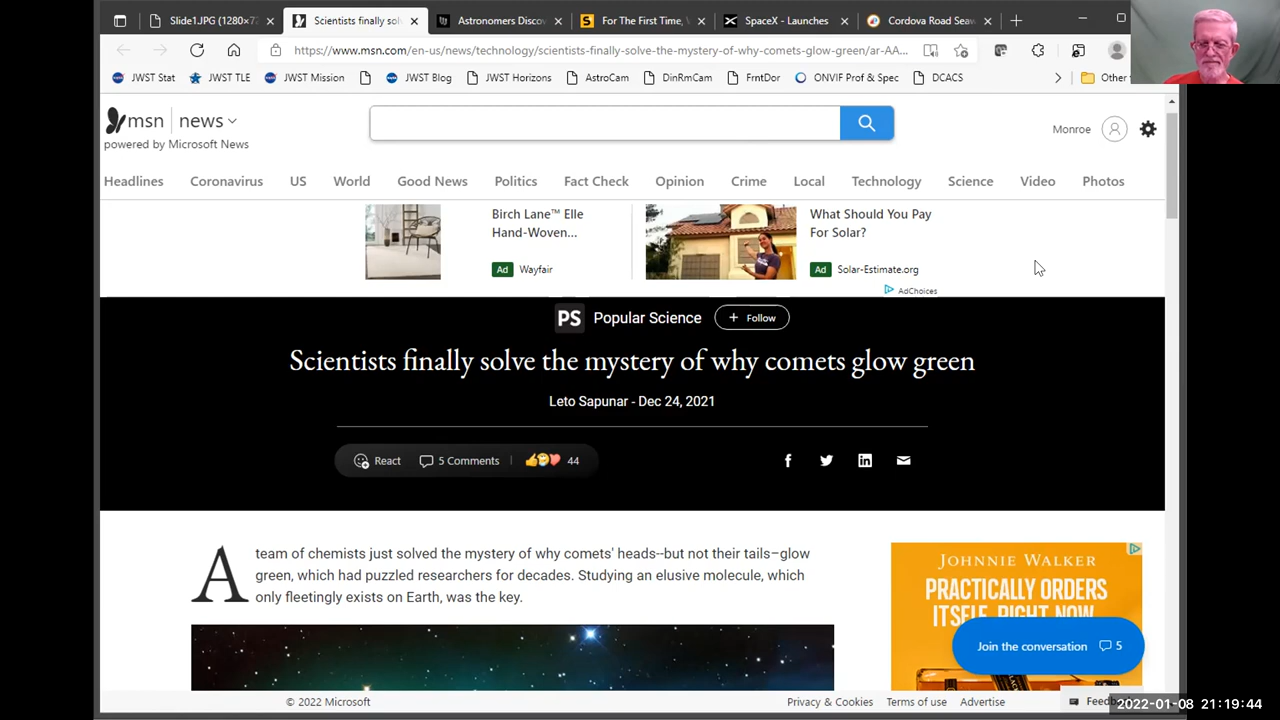 Slide1.JPG (1280×7
Scientists finally sol
Astronomers Disco
For The First Time,
SpaceX - Launches
Cordova Road Seaw
https://www.msn.com/en-us/news/technology/scientists-finally-solve-the-mystery-of-why-comets-glow-green/ar-AA...
JWST Stat
JWST TLE
JWST Mission
JWST Blog
JWST Horizons
AstroCam
DinRmCam
FrntDor
ONVIF Prof & Spec
DCACS
Other
msn | news
powered by Microsoft News
Monroe
Headlines
Coronavirus
US
World
Good News
Politics
Fact Check
Opinion
Crime
Local
Technology
Science
Video
Photos
Birch Lane™ Elle
Hand-Woven...
Ad Wayfair
What Should You Pay
For Solar?
Ad Solar-Estimate.org
AdChoices
PS Popular Science + Follow
Scientists finally solve the mystery of why comets glow green
Leto Sapunar - Dec 24, 2021
React
5 Comments
44
A team of chemists just solved the mystery of why comets' heads--but not their tails–glow
green, which had puzzled researchers for decades. Studying an elusive molecule, which
only fleetingly exists on Earth, was the key.
JOHNNIE WALKER
PRACTICALLY ORDERS
ITSELF. RIGHT NOW.
Join the conversation 5
© 2022 Microsoft
Privacy & Cookies
Terms of use
Advertise
Feedb
2022-01-08 21:19:44